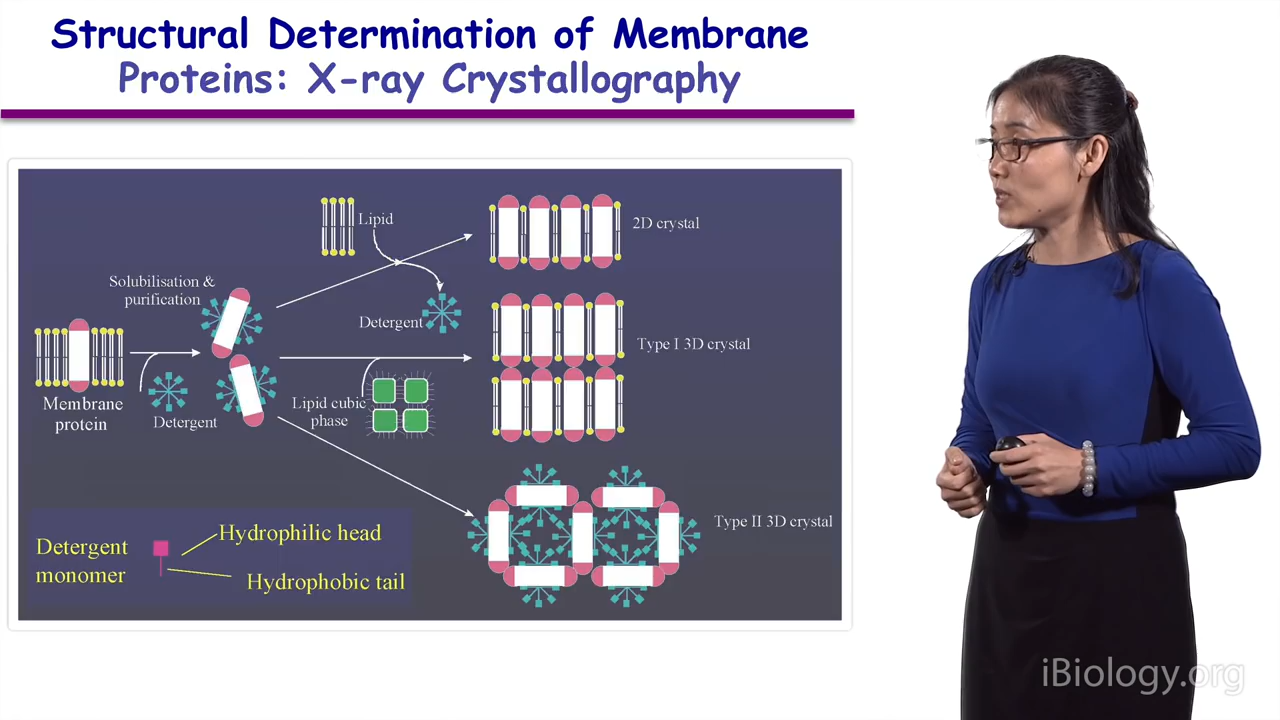 Structural Determination of Membrane
Proteins: X-ray Crystallography
Lipid
2D crystal
Solubilisation &
purification
Detergent
Type I 3D crystal
Membrane
protein
Detergent
Lipid cubic
phase
Type II 3D crystal
Detergent
monomer
Hydrophilic head
Hydrophobic tail
iBiology.org